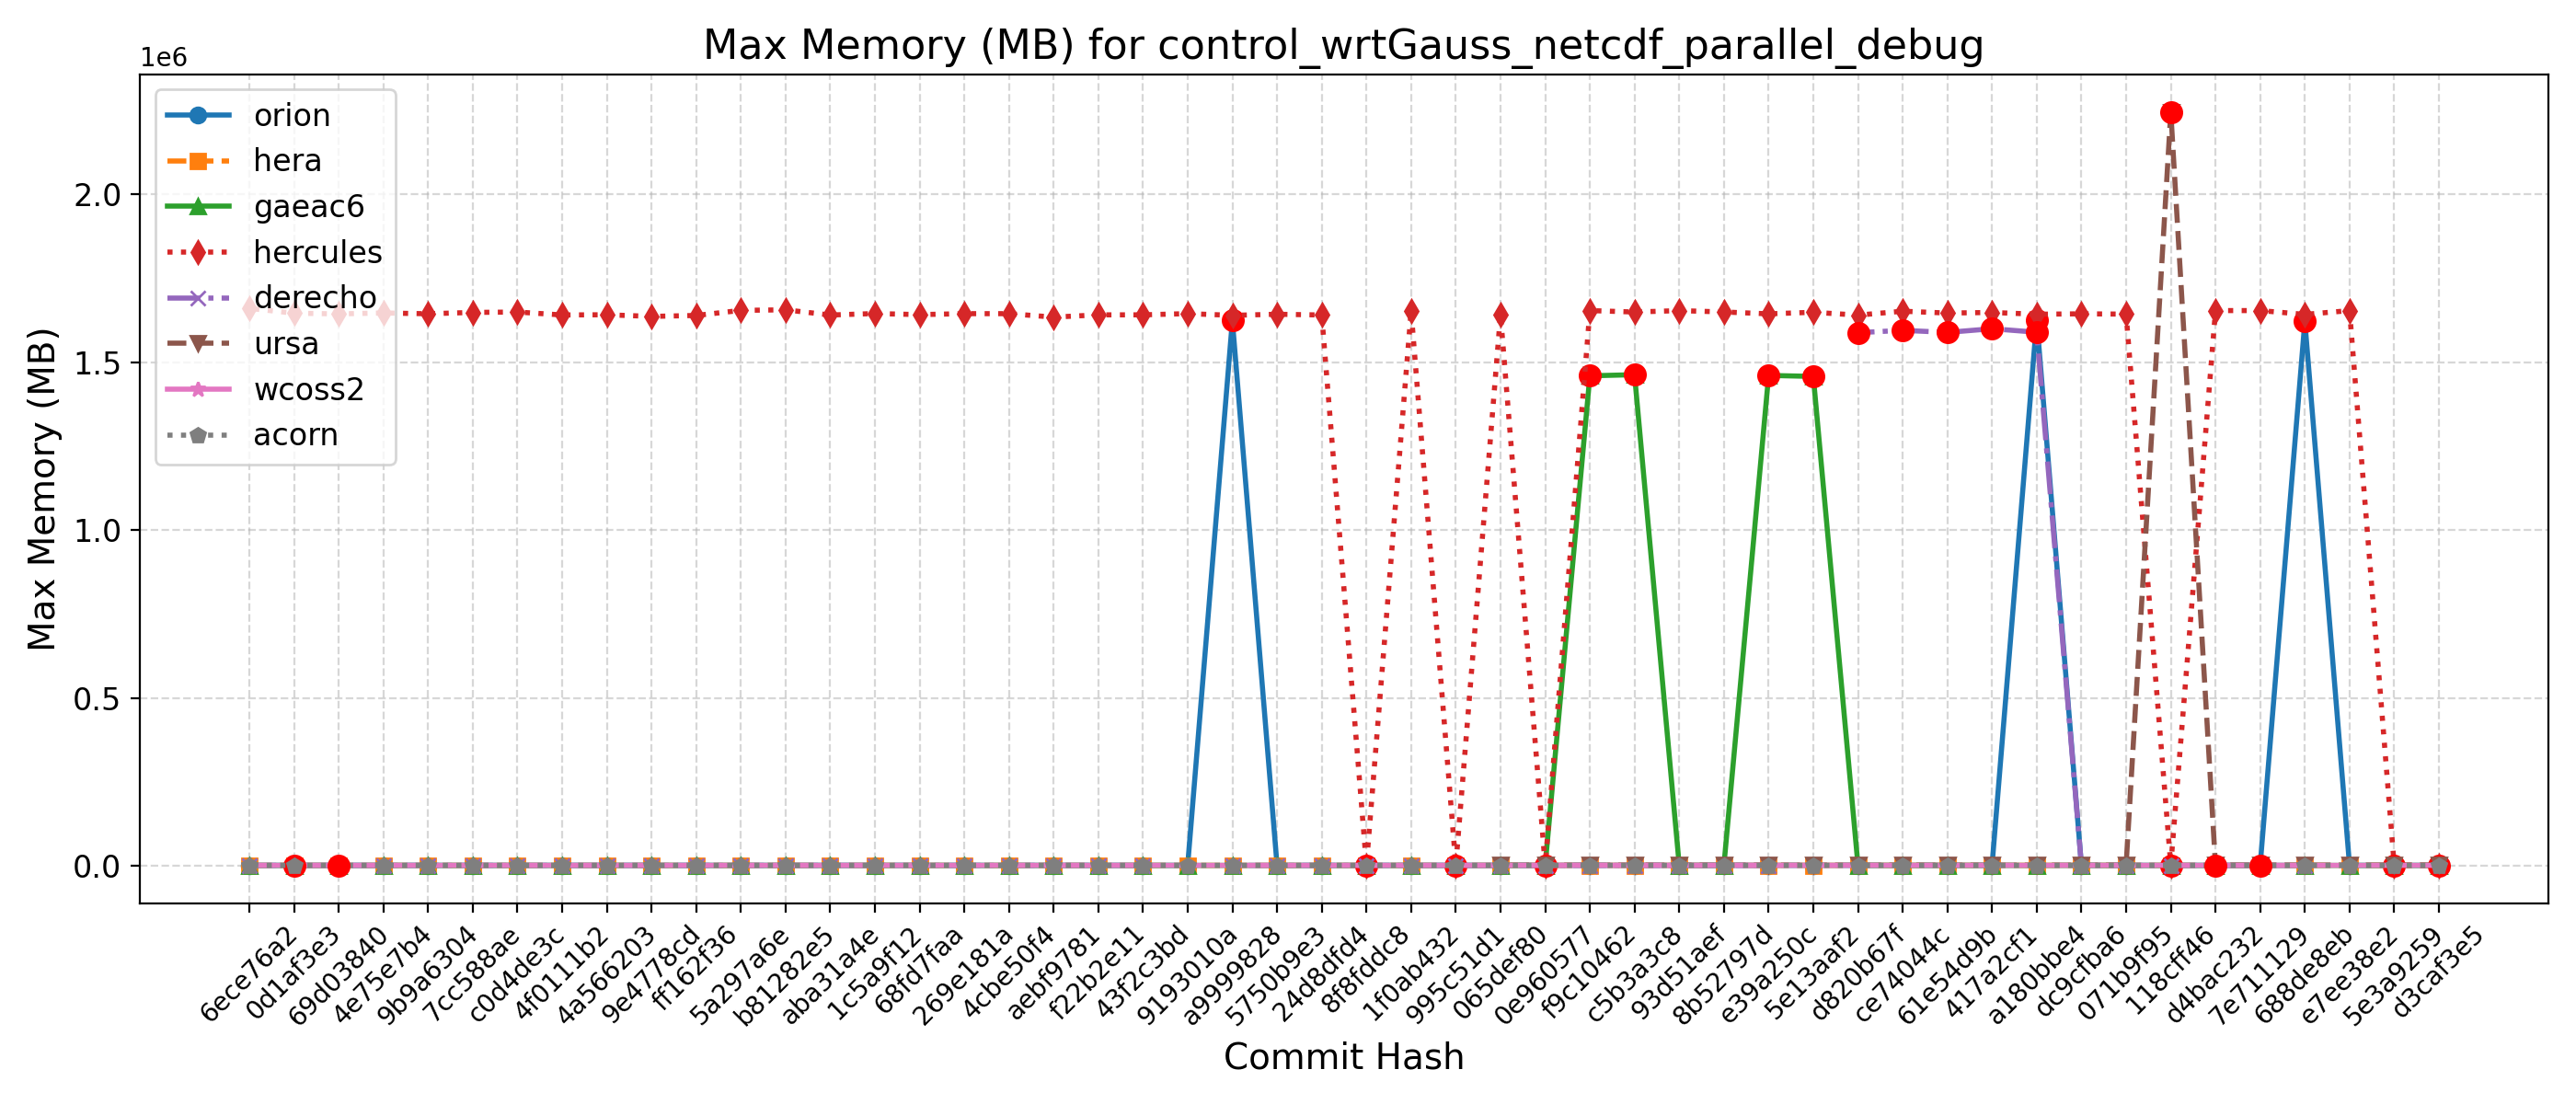 Max Memory (MB) for control_wrtGauss_netcdf_parallel_debug
1e6
orion
hera
gaeac6
hercules
derecho
ursa
wcoss2
acorn
2.0
1.5
1.0
0.5
0.0
Max Memory (MB)
6ece76a2
0d1af3e3
69d03840
4e75e7b4
9b9a6304
7cc588ae
c0d4de3c
4f0111b2
4a566203
9e4778cd
ff162f36
5a297a6e
b81282e5
aba31a4e
1c5a9f12
68fd7faa
269e181a
4cbe50f4
aebf9781
f22b2e11
43f2c3bd
9193010a
a9999828
5750b9e3
24d8dfd4
8f8fddc8
1f0ab432
995c51d1
065def80
0e960577
f9c10462
c5b3a3c8
93d51aef
8b52797d
e39a250c
5e13aaf2
d820b67f
ce74044c
61e54d9b
417a2cf1
a180bbe4
dc9cfba6
071b9f95
118cff46
d4bac232
7e711129
688de8eb
e7ee38e2
5e3a9259
d3caf3e5
Commit Hash